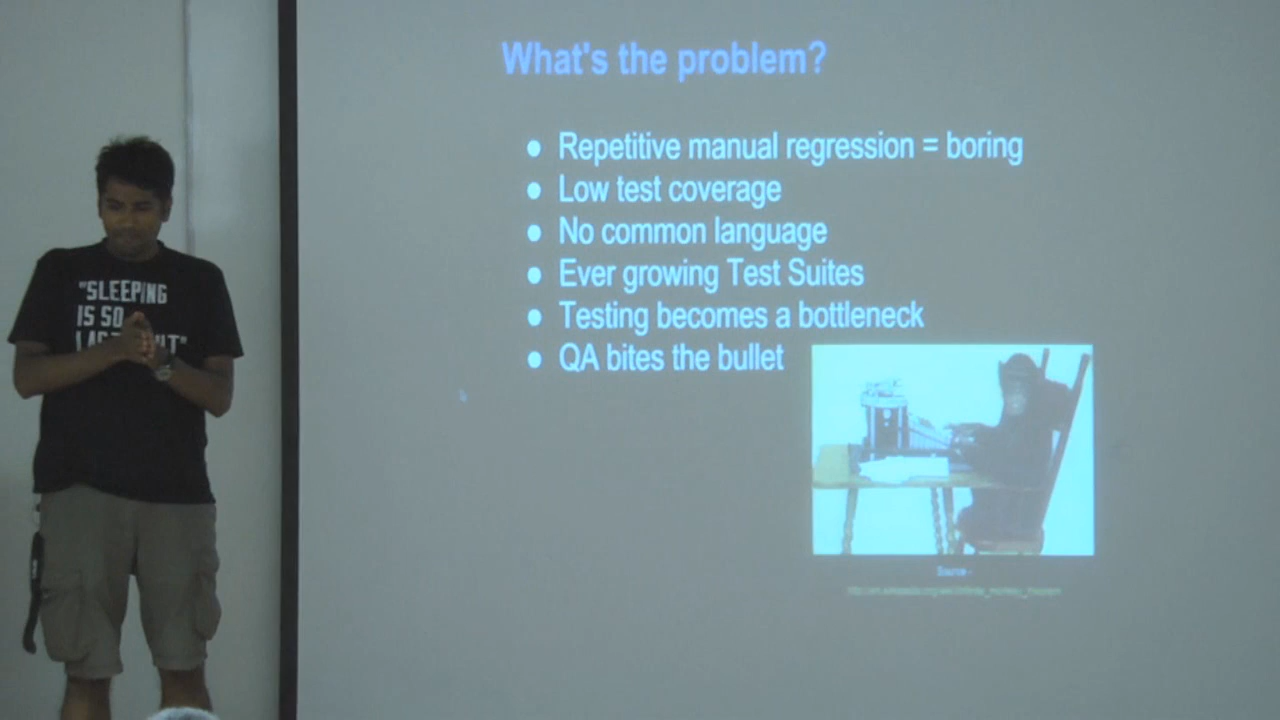 What's the problem?
Repetitive manual regression = boring
Low test coverage
No common language
Ever growing Test Suites
Testing becomes a bottleneck
QA bites the bullet
Source -
"SLEEPING
IS SO